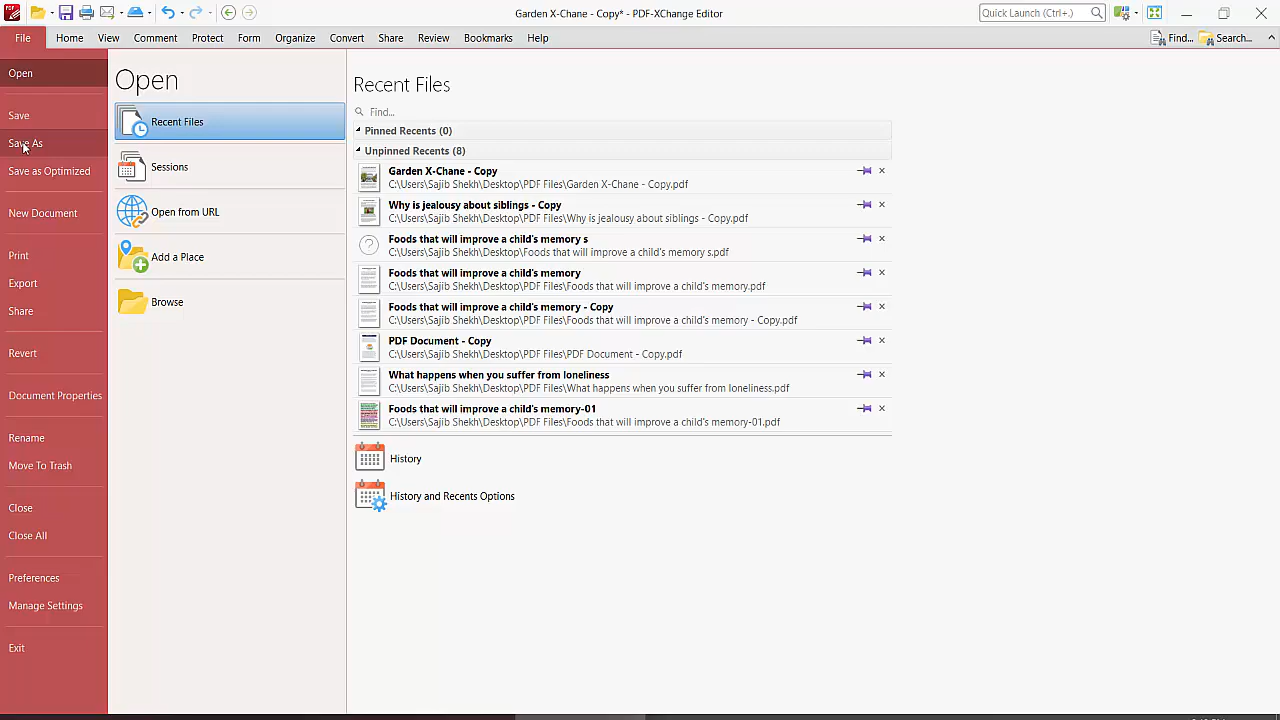 Garden X-Chane - Copy* - PDF-XChange Editor
Quick Launch (Ctrl+.)
File Home View Comment Protect Form Organize Convert Share Review Bookmarks Help
Find... Search...
Open
Save
Save As
Save as Optimized
New Document
Print
Export
Share
Revert
Document Properties
Rename
Move To Trash
Close
Close All
Preferences
Manage Settings
Exit
Open
Recent Files
Sessions
Open from URL
Add a Place
Browse
Recent Files
Find...
Pinned Recents (0)
Unpinned Recents (8)
Garden X-Chane - Copy
C:\Users\Sajib Shekh\Desktop\PDF\Files\Garden X-Chane - Copy.pdf
Why is jealousy about siblings - Copy
C:\Users\Sajib Shekh\Desktop\PDF\Files\Why is jealousy about siblings - Copy.pdf
Foods that will improve a child's memory s
C:\Users\Sajib Shekh\Desktop\PDF\Files\Foods that will improve a child's memory s.pdf
Foods that will improve a child's memory
C:\Users\Sajib Shekh\Desktop\PDF\Files\Foods that will improve a child's memory.pdf
Foods that will improve a child's memory - Copy
C:\Users\Sajib Shekh\Desktop\PDF\Files\Foods that will improve a child's memory - Copy.pdf
PDF Document - Copy
C:\Users\Sajib Shekh\Desktop\PDF\Files\PDF Document - Copy.pdf
What happens when you suffer from loneliness
C:\Users\Sajib Shekh\Desktop\PDF\Files\What happens when you suffer from loneliness.pdf
Foods that will improve a child's memory-01
C:\Users\Sajib Shekh\Desktop\PDF\Files\Foods that will improve a child's memory-01.pdf
History
History and Recents Options